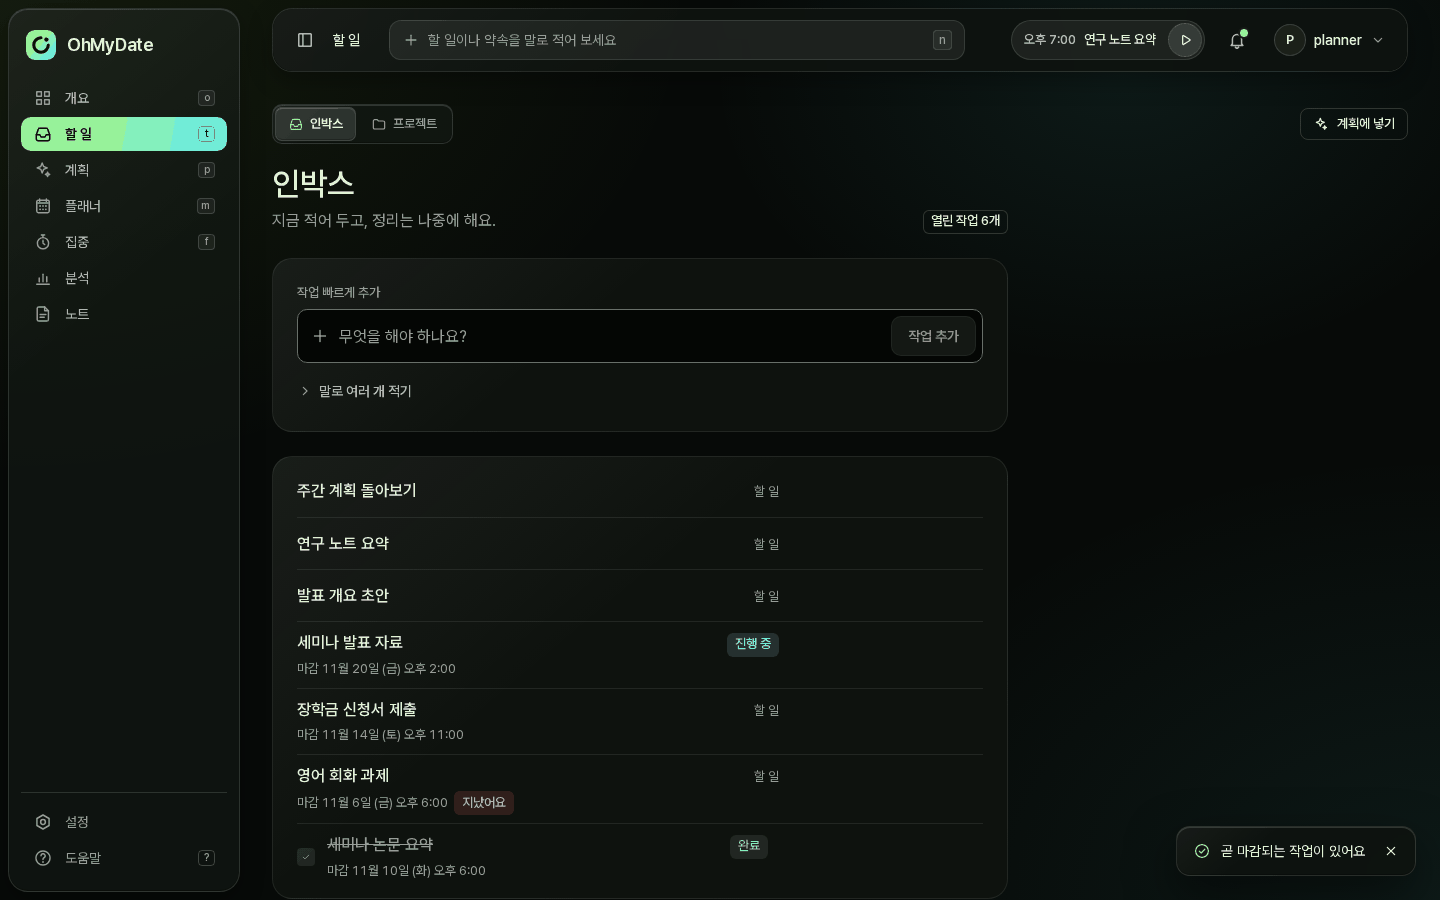 OhMyDate
개요 o
할 일 t
계획 p
플래너 m
집중 f
분석
노트
설정
도움말 ?
할 일
할 일이나 약속을 말로 적어 보세요 n
오후 7:00 연구 노트 요약
P planner
인박스
프로젝트
계획에 넣기
인박스
지금 적어 두고, 정리는 나중에 해요.
열린 작업 6개
작업 빠르게 추가
무엇을 해야 하나요?
작업 추가
말로 여러 개 적기
주간 계획 돌아보기 할 일
연구 노트 요약 할 일
발표 개요 초안 할 일
세미나 발표 자료 진행 중
마감 11월 20일 (금) 오후 2:00
장학금 신청서 제출 할 일
마감 11월 14일 (토) 오후 11:00
영어 회화 과제 할 일
마감 11월 6일 (금) 오후 6:00 지났어요
세미나 논문 요약 완료
마감 11월 10일 (화) 오후 6:00
곧 마감되는 작업이 있어요